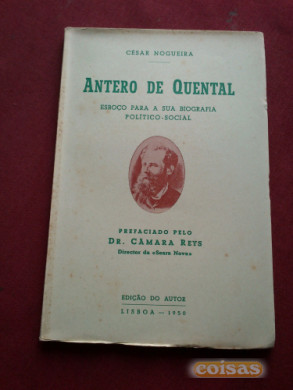 CÉSAR NOGUEIRA
ANTERO DE QUENTAL
ESBOÇO PARA A SUA BIOGRAFIA
POLÍTICO-SOCIAL
PREFACIADO PELO
DR. CÂMARA REYS
Director da «Seara Nova»
EDIÇÃO DO AUTOR
LISBOA — 1950
coisas